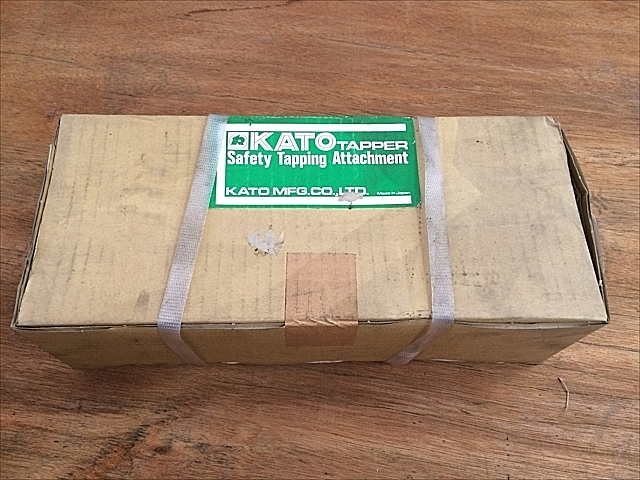 KATO TAPPER
Safety Tapping Attachment
KATO MFG.CO.,LTD. Made in Japan